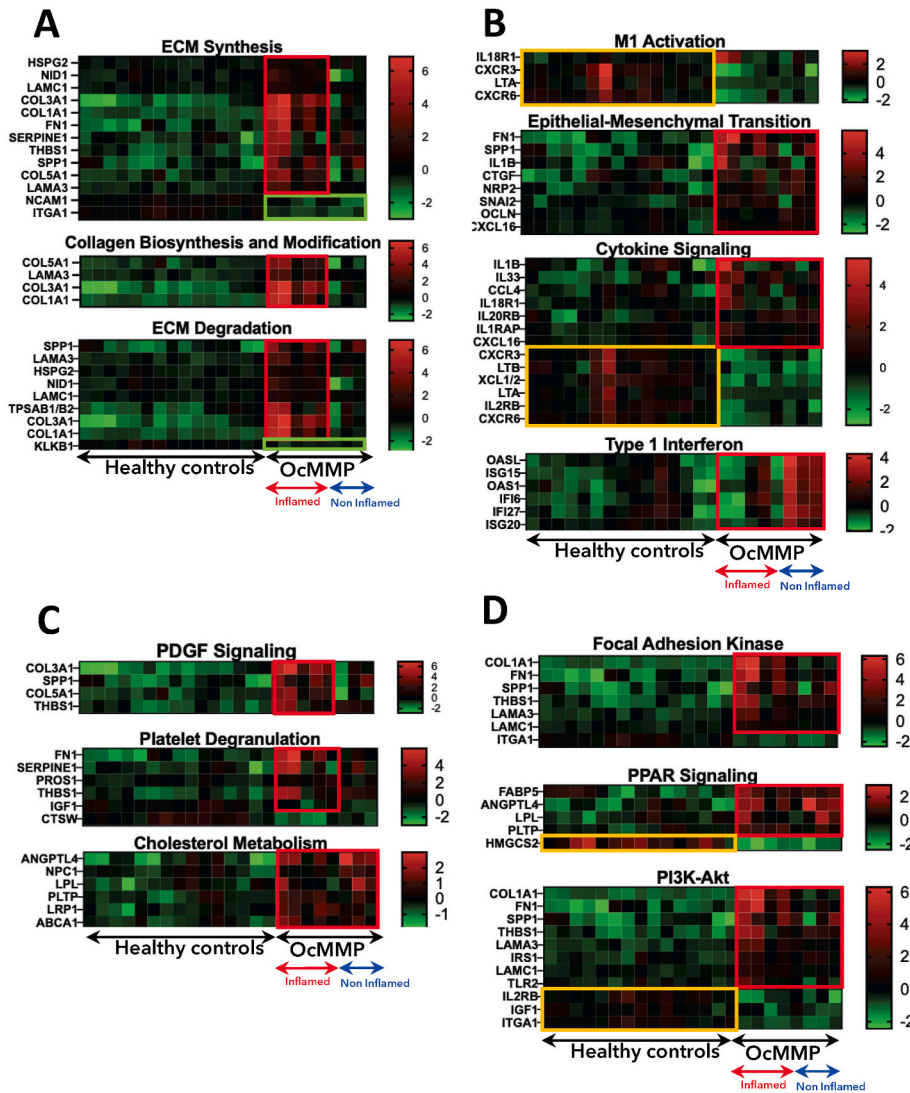 A
ECM Synthesis
HSPG2
NID1
LAMC1
COL3A1
COL1A1
FN1
SERPINE1
THBS1
SPP1
COL5A1
LAMA3
NCAM1
ITGA1
6
4
2
0
-2
Collagen Biosynthesis and Modification
COL5A1
LAMA3
COL3A1
COL1A1
6
4
2
0
-2
ECM Degradation
SPP1
LAMA3
HSPG2
NID1
LAMC1
TPSAB1/B2
COL3A1
COL1A1
KLKB1
6
4
2
0
-2
Healthy controls
OcMMP
Inflamed
Non Inflamed
B
M1 Activation
IL18R1
CXCR3
LTA
CXCR6
2
0
-2
Epithelial-Mesenchymal Transition
FN1
SPP1
IL1B
CTGF
NRP2
SNAI2
OCLN
CXCL16
4
2
0
-2
Cytokine Signaling
IL1B
IL33
CCL4
IL18R1
IL20RB
IL1RAP
CXCL16
CXCR3
LTB
XCL1/2
LTA
IL2RB
CXCR6
4
2
0
-2
Type 1 Interferon
OASL
ISG15
OAS1
IFI6
IFI27
ISG20
4
2
0
-2
Healthy controls
OcMMP
Inflamed
Non Inflamed
C
PDGF Signaling
COL3A1
SPP1
COL5A1
THBS1
6
4
2
0
-2
Platelet Degranulation
FN1
SERPINE1
PROS1
THBS1
IGF1
CTSW
4
2
0
-2
Cholesterol Metabolism
ANGPTL4
NPC1
LPL
PLTP
LRP1
ABCA1
2
1
0
-1
Healthy controls
OcMMP
Inflamed
Non Inflamed
D
Focal Adhesion Kinase
COL1A1
FN1
SPP1
THBS1
LAMA3
LAMC1
ITGA1
6
4
2
0
-2
PPAR Signaling
FABP5
ANGPTL4
LPL
PLTP
HMGCS2
2
0
-2
PI3K-Akt
COL1A1
FN1
SPP1
THBS1
LAMA3
IRS1
LAMC1
TLR2
IL2RB
IGF1
ITGA1
6
4
2
0
-2
Healthy controls
OcMMP
Inflamed
Non Inflamed